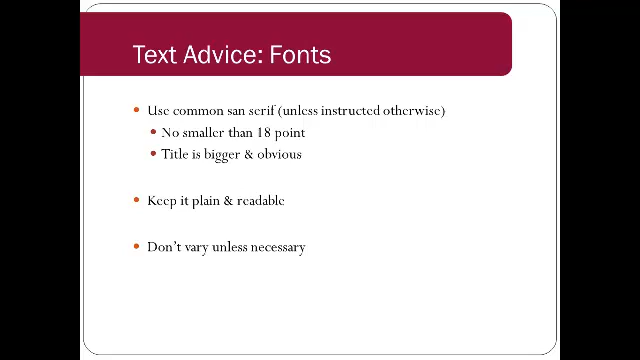 Text Advice: Fonts
Use common san serif (unless instructed otherwise)
No smaller than 18 point
Title is bigger & obvious
Keep it plain & readable
Don't vary unless necessary